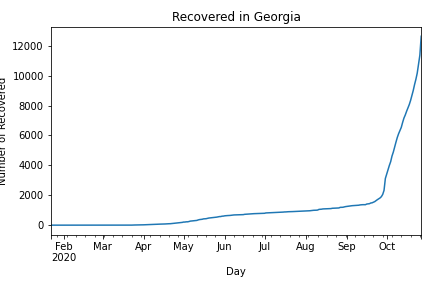 Recovered in Georgia
Number of Recovered
12000
10000
8000
6000
4000
2000
0
Feb Mar Apr May Jun Jul Aug Sep Oct
2020
Day